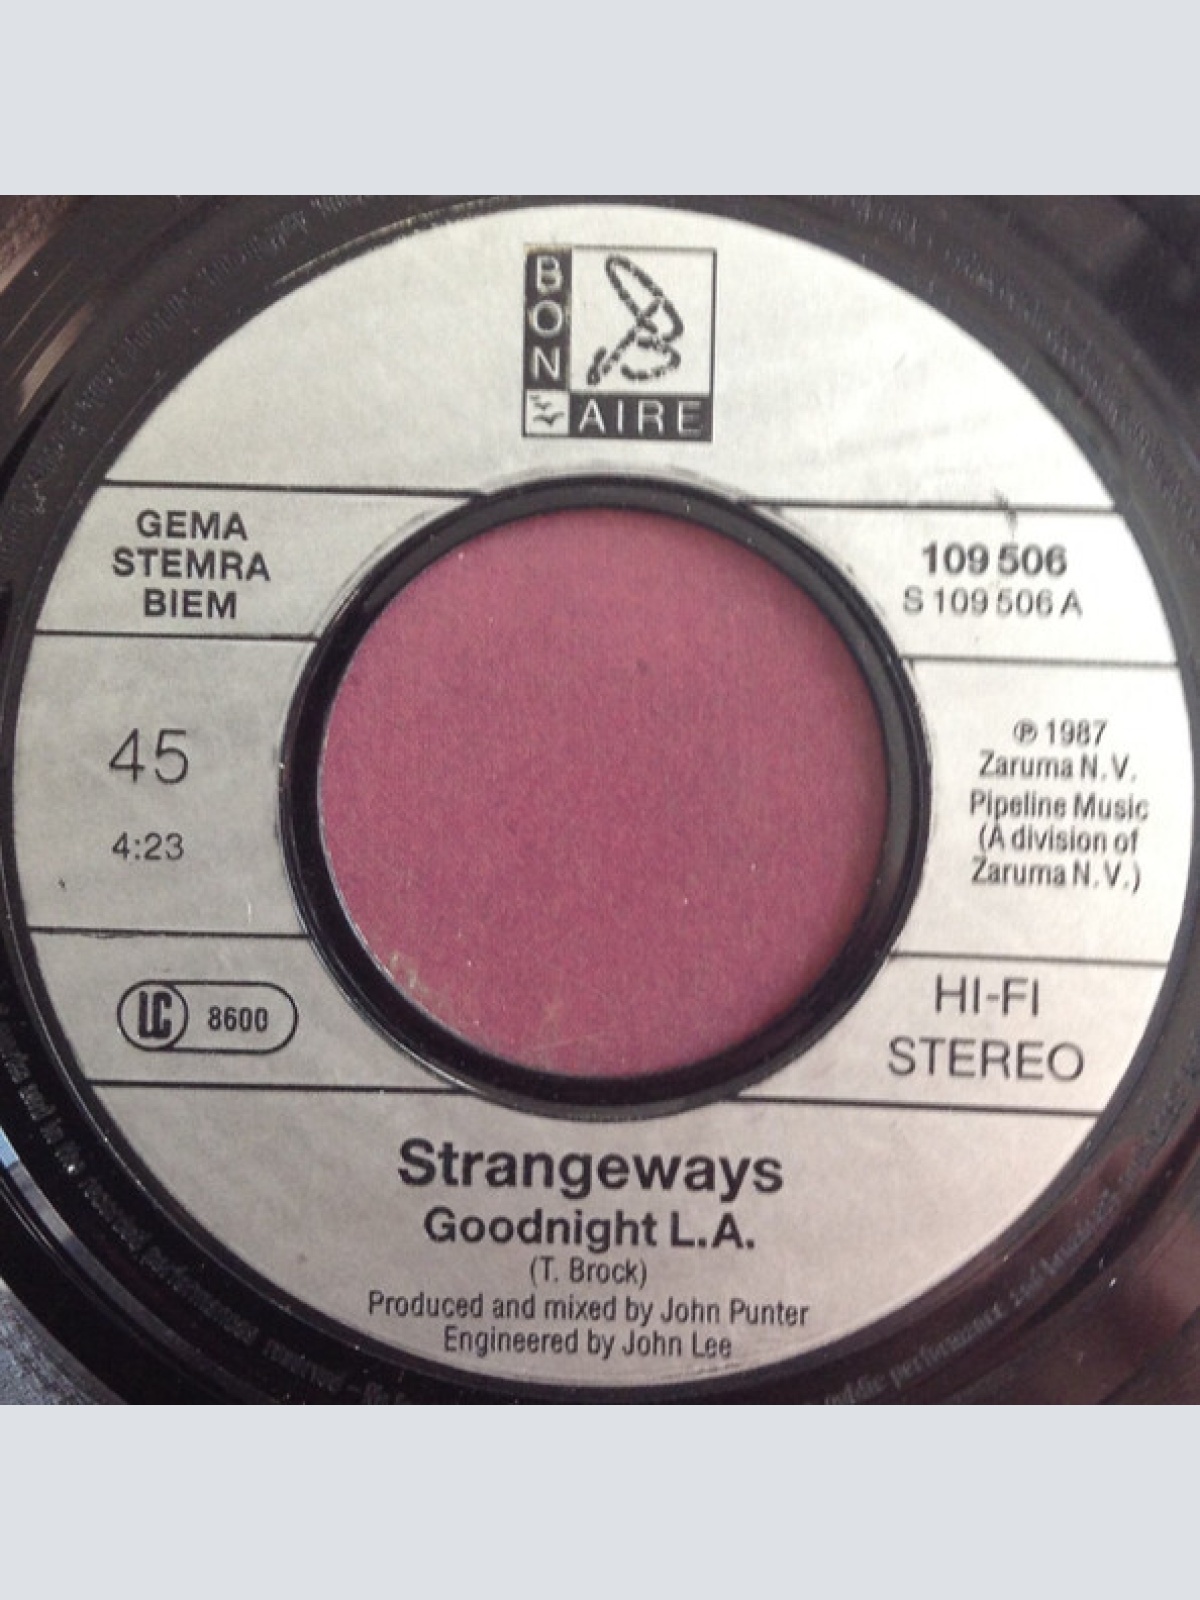 BON
AIRE
GEMA
STEMRA
BIEM
109 506
S 109 506 A
45
4:23
℗ 1987
Zaruma N.V.
Pipeline Music
(A division of
Zaruma N.V.)
LC 8600
HI-FI
STEREO
Strangeways
Goodnight L.A.
(T. Brock)
Produced and mixed by John Punter
Engineered by John Lee